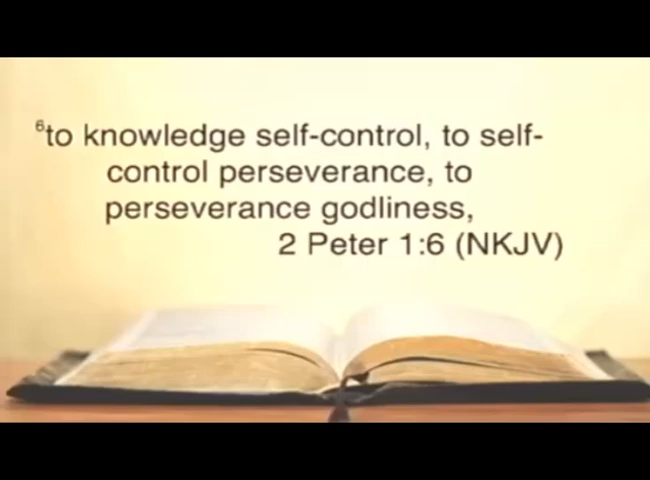 ⁶to knowledge self-control, to self-
control perseverance, to
perseverance godliness,
2 Peter 1:6 (NKJV)